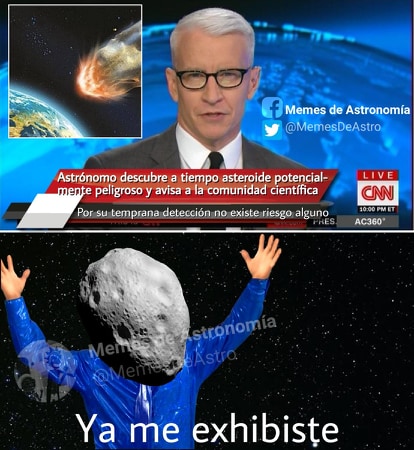 Memes de Astronomía
@MemesDeAstro
Astrónomo descubre a tiempo asteroide potencial-
mente peligroso y avisa a la comunidad científica
Por su temprana detección no existe riesgo alguno
LIVE
CNN
10:00 PM ET
PRES.
AC360°
Memes de Astronomía
@MemesDeAstro
Ya me exhibiste